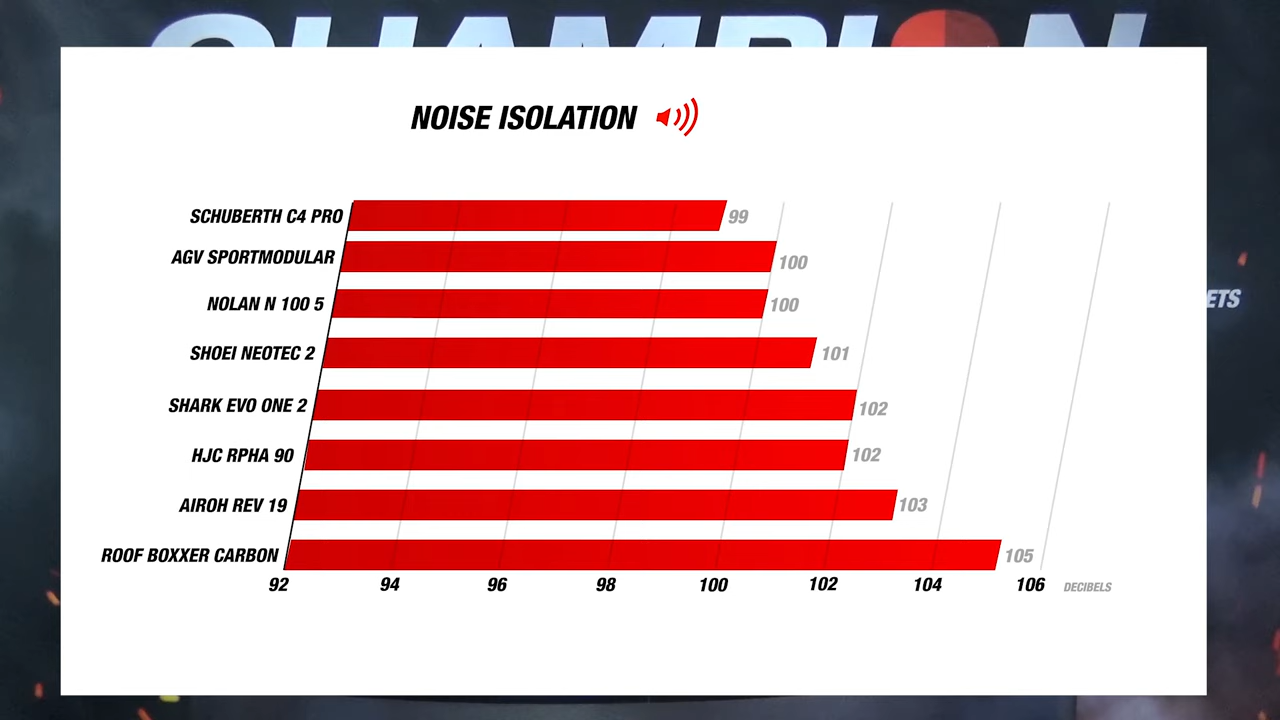 CHAMPION
NOISE ISOLATION
SCHUBERTH C4 PRO 99
AGV SPORTMODULAR 100
NOLAN N 100 5 100
ETS
SHOEI NEOTEC 2 101
SHARK EVO ONE 2 102
HJC RPHA 90 102
AIROH REV 19 103
ROOF BOXXER CARBON 105
92 94 96 98 100 102 104 106 DECIBELS